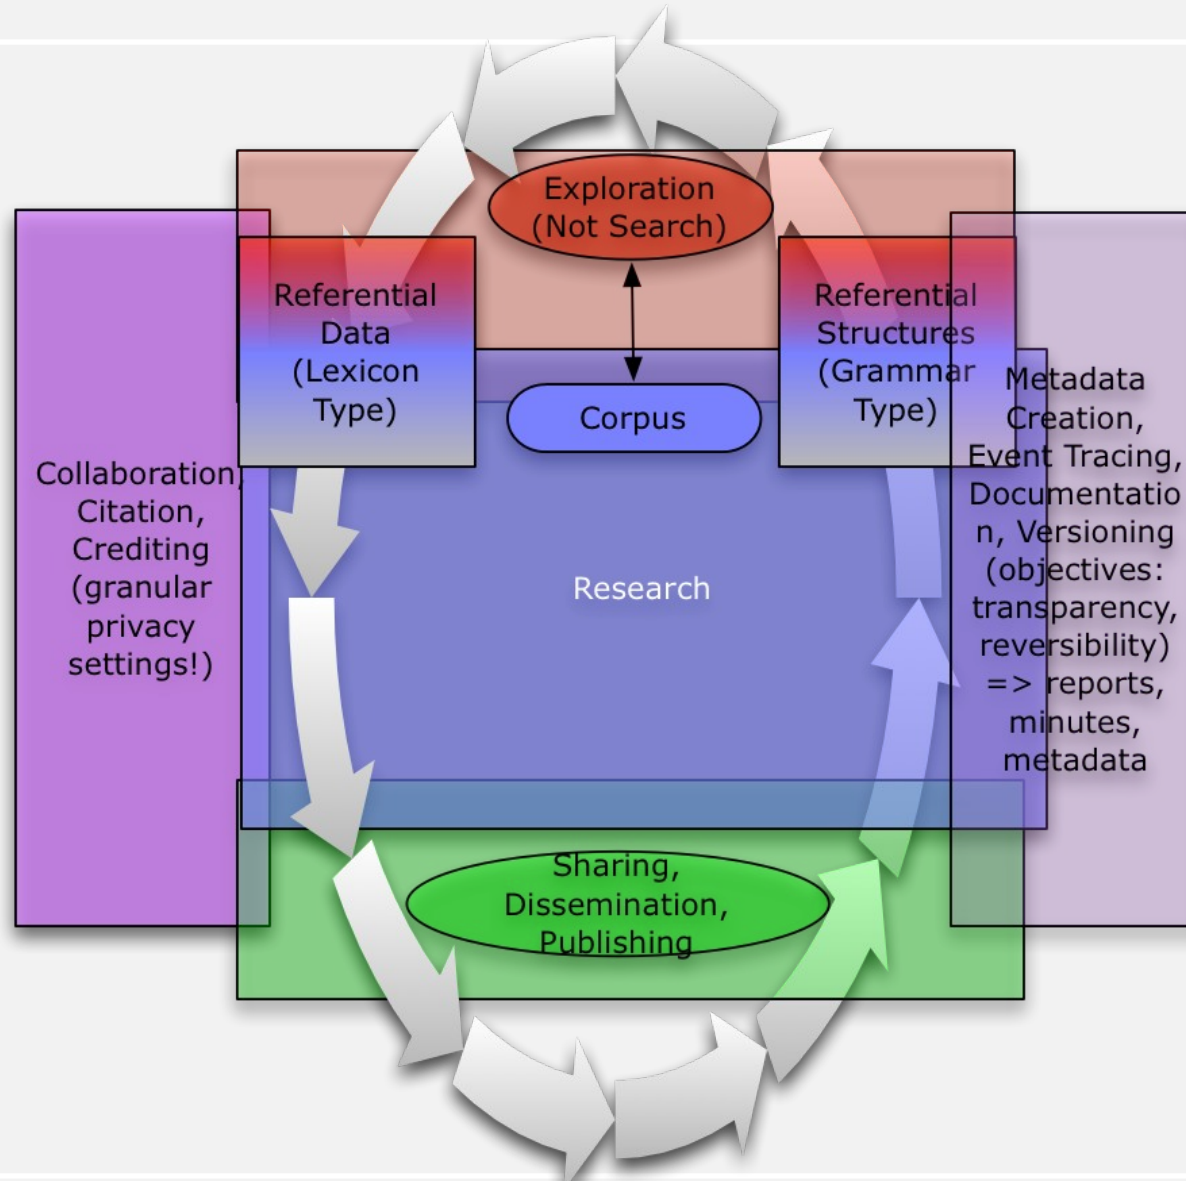 Exploration
(Not Search)
Referential
Data
(Lexicon
Type)
Referential
Structures
(Grammar
Type)
Corpus
Collaboration,
Citation,
Crediting
(granular
privacy
settings!)
Research
Metadata
Creation,
Event Tracing,
Documentatio
n, Versioning
(objectives:
transparency,
reversibility)
=> reports,
minutes,
metadata
Sharing,
Dissemination,
Publishing